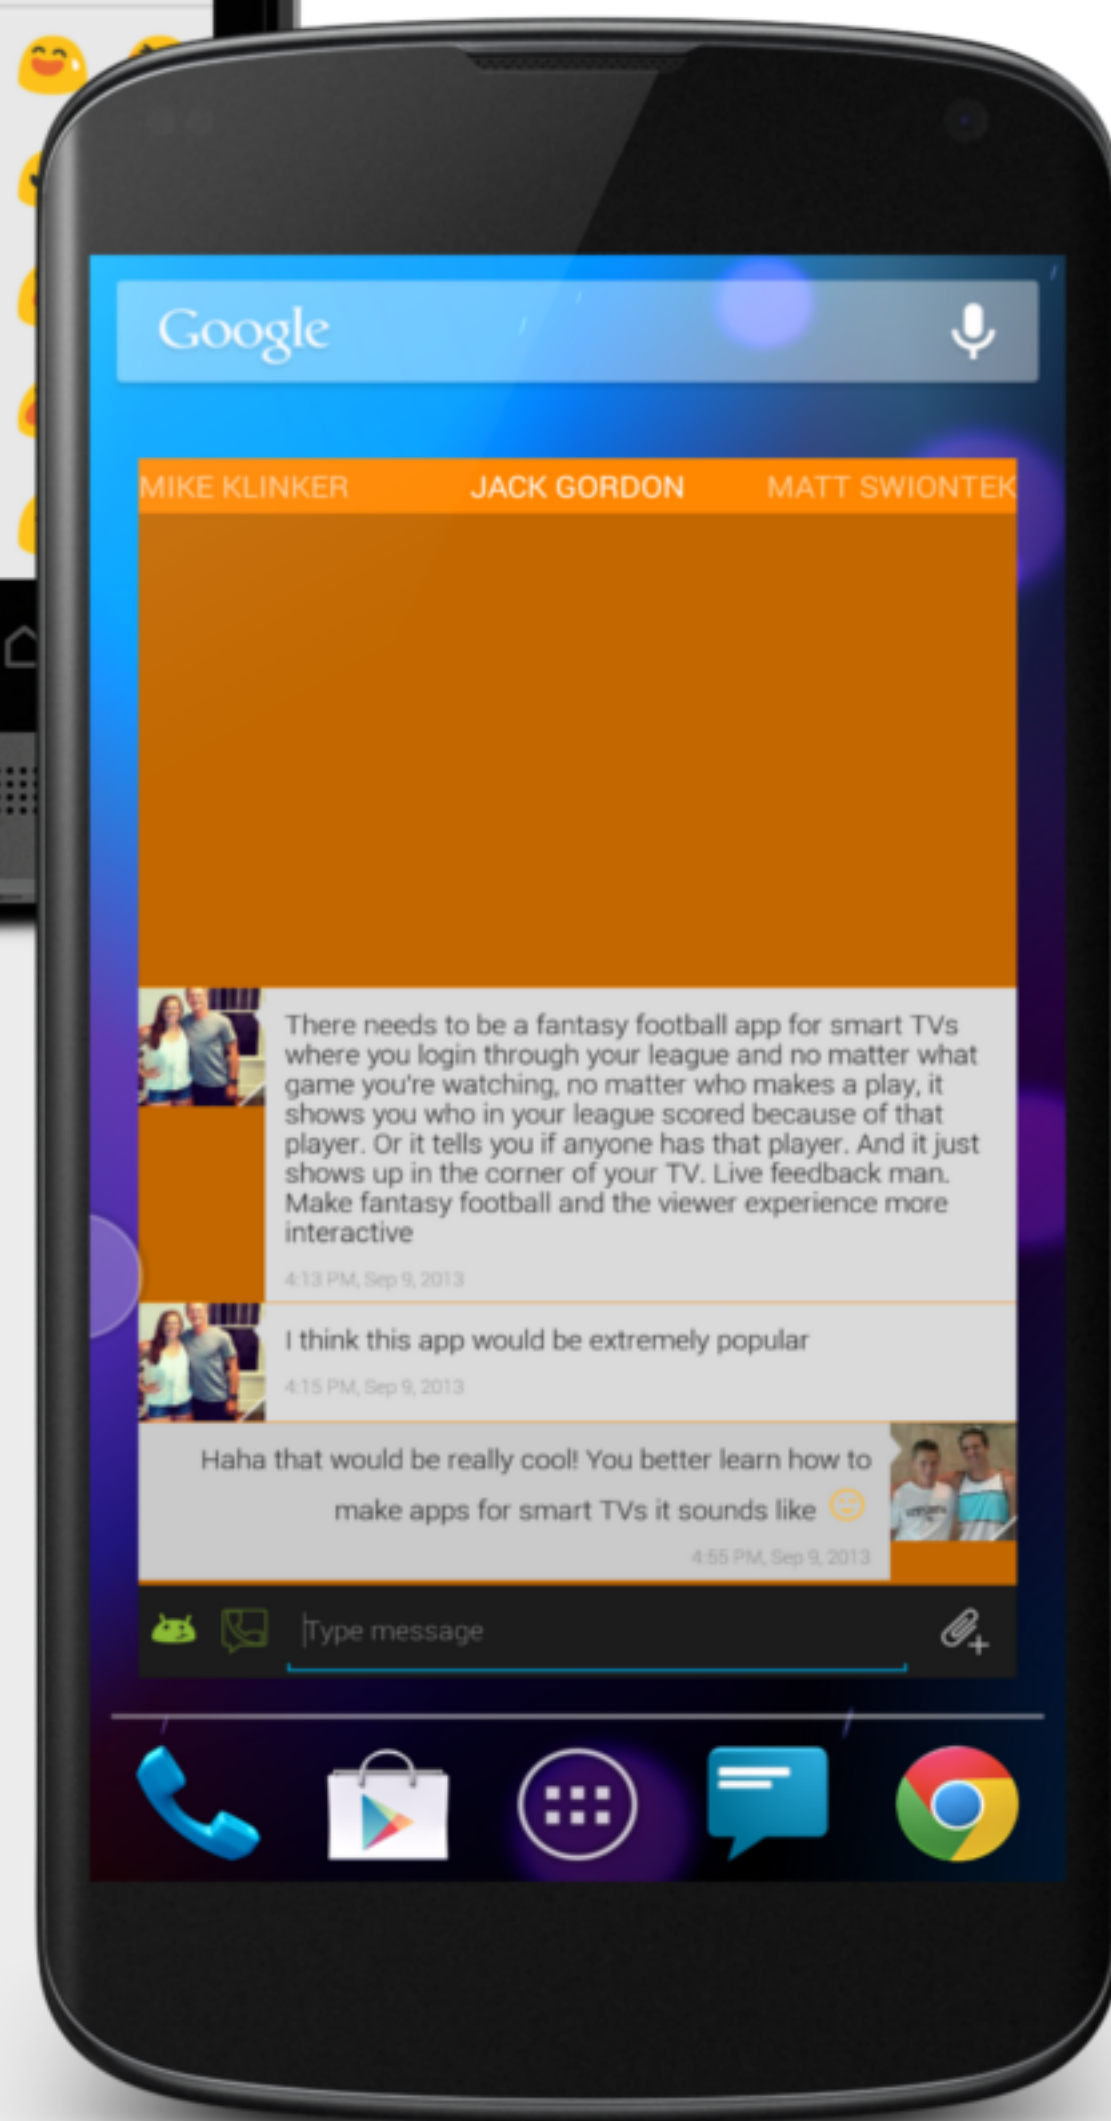 Google
MIKE KLINKER JACK GORDON MATT SWIONTEK
There needs to be a fantasy football app for smart TVs
where you login through your league and no matter what
game you're watching, no matter who makes a play, it
shows you who in your league scored because of that
player. Or it tells you if anyone has that player. And it just
shows up in the corner of your TV. Live feedback man.
Make fantasy football and the viewer experience more
interactive
4:13 PM, Sep 9, 2013
I think this app would be extremely popular
4:15 PM, Sep 9, 2013
Haha that would be really cool! You better learn how to
make apps for smart TVs it sounds like
4:55 PM, Sep 9, 2013
Type message